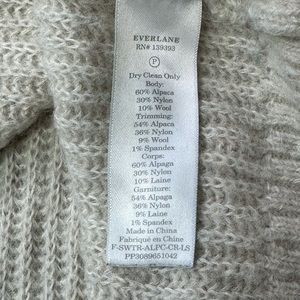 EVERLANE
RN# 139393
P
Dry Clean Only
Body:
60% Alpaca
30% Nylon
10% Wool
Trimming:
54% Alpaca
36% Nylon
9% Wool
1% Spandex
Corps:
60% Alpaga
30% Nylon
10% Laine
Garniture:
54% Alpaga
36% Nylon
9% Laine
1% Spandex
Made in China
Fabriqué en Chine
F-SWTR-ALPC-CR-LS
PP3089651042